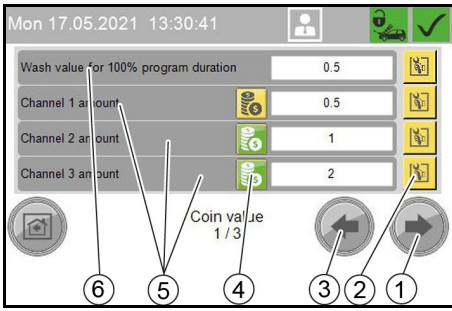 Mon 17.05.2021 13:30:41
Wash value for 100% program duration 0.5
Channel 1 amount 0.5
Channel 2 amount 1
Channel 3 amount 2
Coin value
1 / 3
6 5 4 3 2 1